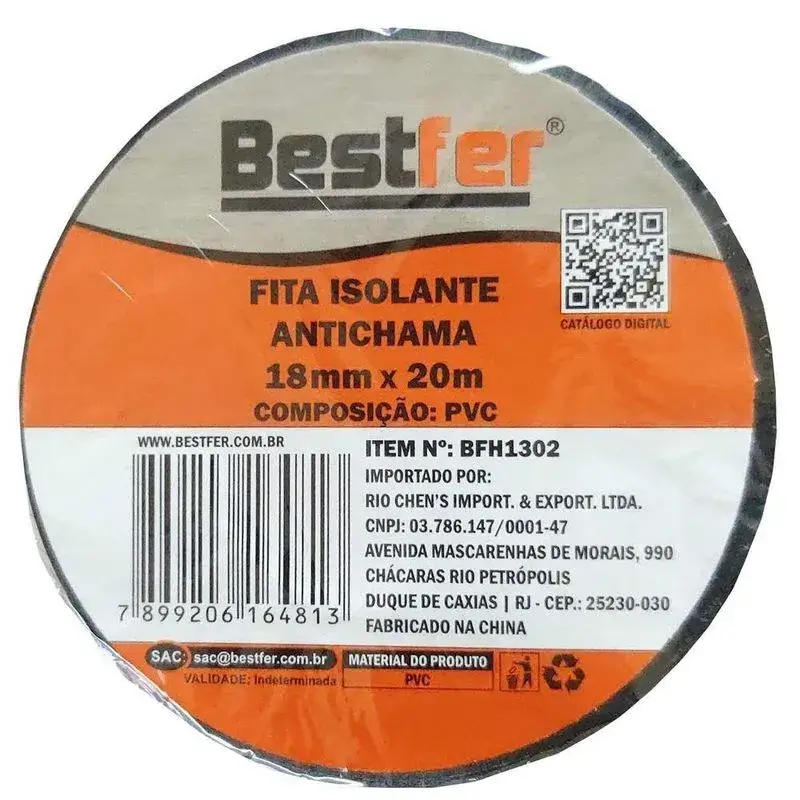 Bestfer®
CATÁLOGO DIGITAL
FITA ISOLANTE
ANTICHAMA
18mm x 20m
COMPOSIÇÃO: PVC
WWW.BESTFER.COM.BR
7 899206 164813
ITEM Nº: BFH1302
IMPORTADO POR:
RIO CHEN'S IMPORT. & EXPORT. LTDA.
CNPJ: 03.786.147/0001-47
AVENIDA MASCARENHAS DE MORAIS, 990
CHÁCARAS RIO PETRÓPOLIS
DUQUE DE CAXIAS | RJ - CEP.: 25230-030
FABRICADO NA CHINA
SAC: sac@bestfer.com.br
VALIDADE: Indeterminada
MATERIAL DO PRODUTO
PVC